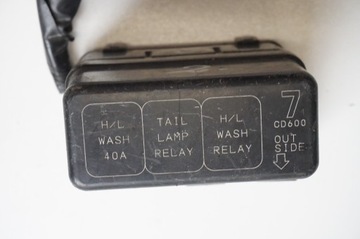 H/L
WASH
40A
TAIL
LAMP
RELAY
H/L
WASH
RELAY
7
CD600
OUT
SIDE